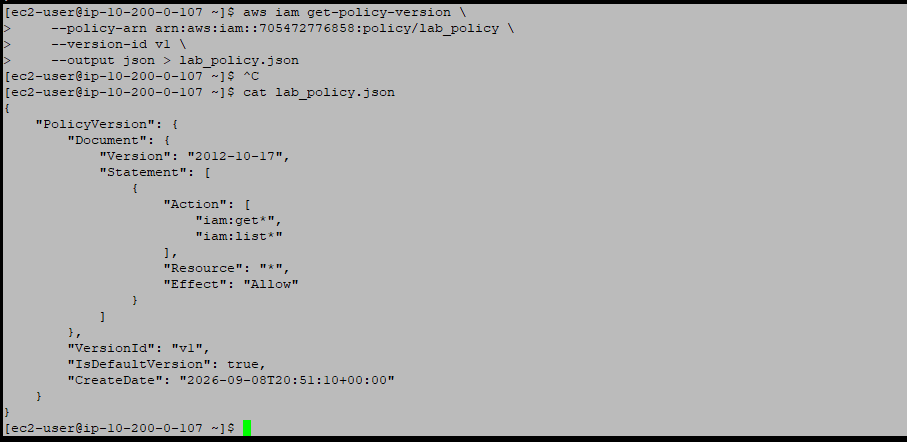 [ec2-user@ip-10-200-0-107 ~]$ aws iam get-policy-version \
>     --policy-arn arn:aws:iam::705472776858:policy/lab_policy \
>     --version-id v1 \
>     --output json > lab_policy.json
[ec2-user@ip-10-200-0-107 ~]$ ^C
[ec2-user@ip-10-200-0-107 ~]$ cat lab_policy.json
{
    "PolicyVersion": {
        "Document": {
            "Version": "2012-10-17",
            "Statement": [
                {
                    "Action": [
                        "iam:get*",
                        "iam:list*"
                    ],
                    "Resource": "*",
                    "Effect": "Allow"
                }
            ]
        },
        "VersionId": "v1",
        "IsDefaultVersion": true,
        "CreateDate": "2026-09-08T20:51:10+00:00"
    }
}
[ec2-user@ip-10-200-0-107 ~]$